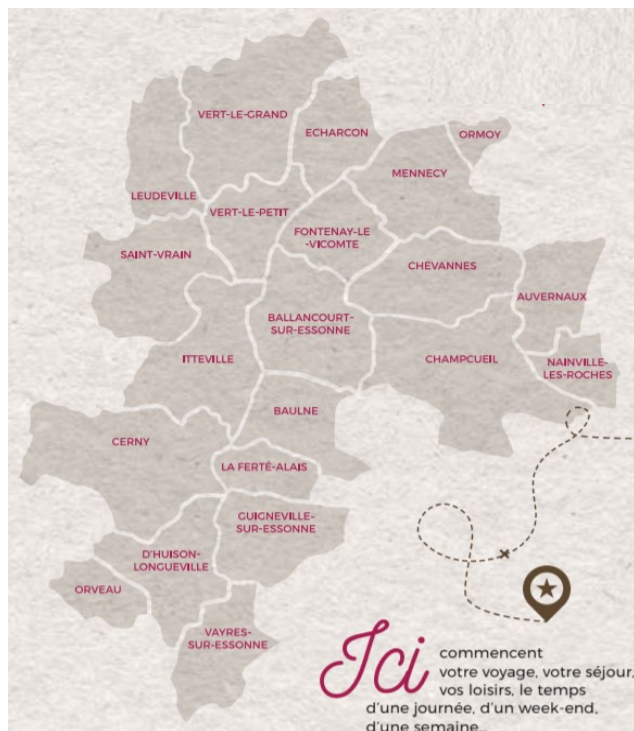 VERT-LE-GRAND
ECHARCON
ORMOY
MENNECY
LEUDEVILLE
VERT-LE-PETIT
FONTENAY-LE
-VICOMTE
SAINT-VRAIN
CHEVANNES
AUVERNAUX
BALLANCOURT-
SUR-ESSONNE
ITTEVILLE
CHAMPCUEIL
NAINVILLE-
LES-ROCHES
BAULNE
CERNY
LA FERTÉ-ALAIS
GUIGNEVILLE-
SUR-ESSONNE
D'HUISON-
LONGUEVILLE
ORVEAU
VAYRES-
SUR-ESSONNE
Ici commencent
votre voyage, votre séjour,
vos loisirs, le temps
d'une journée, d'un week-end,
d'une semaine...